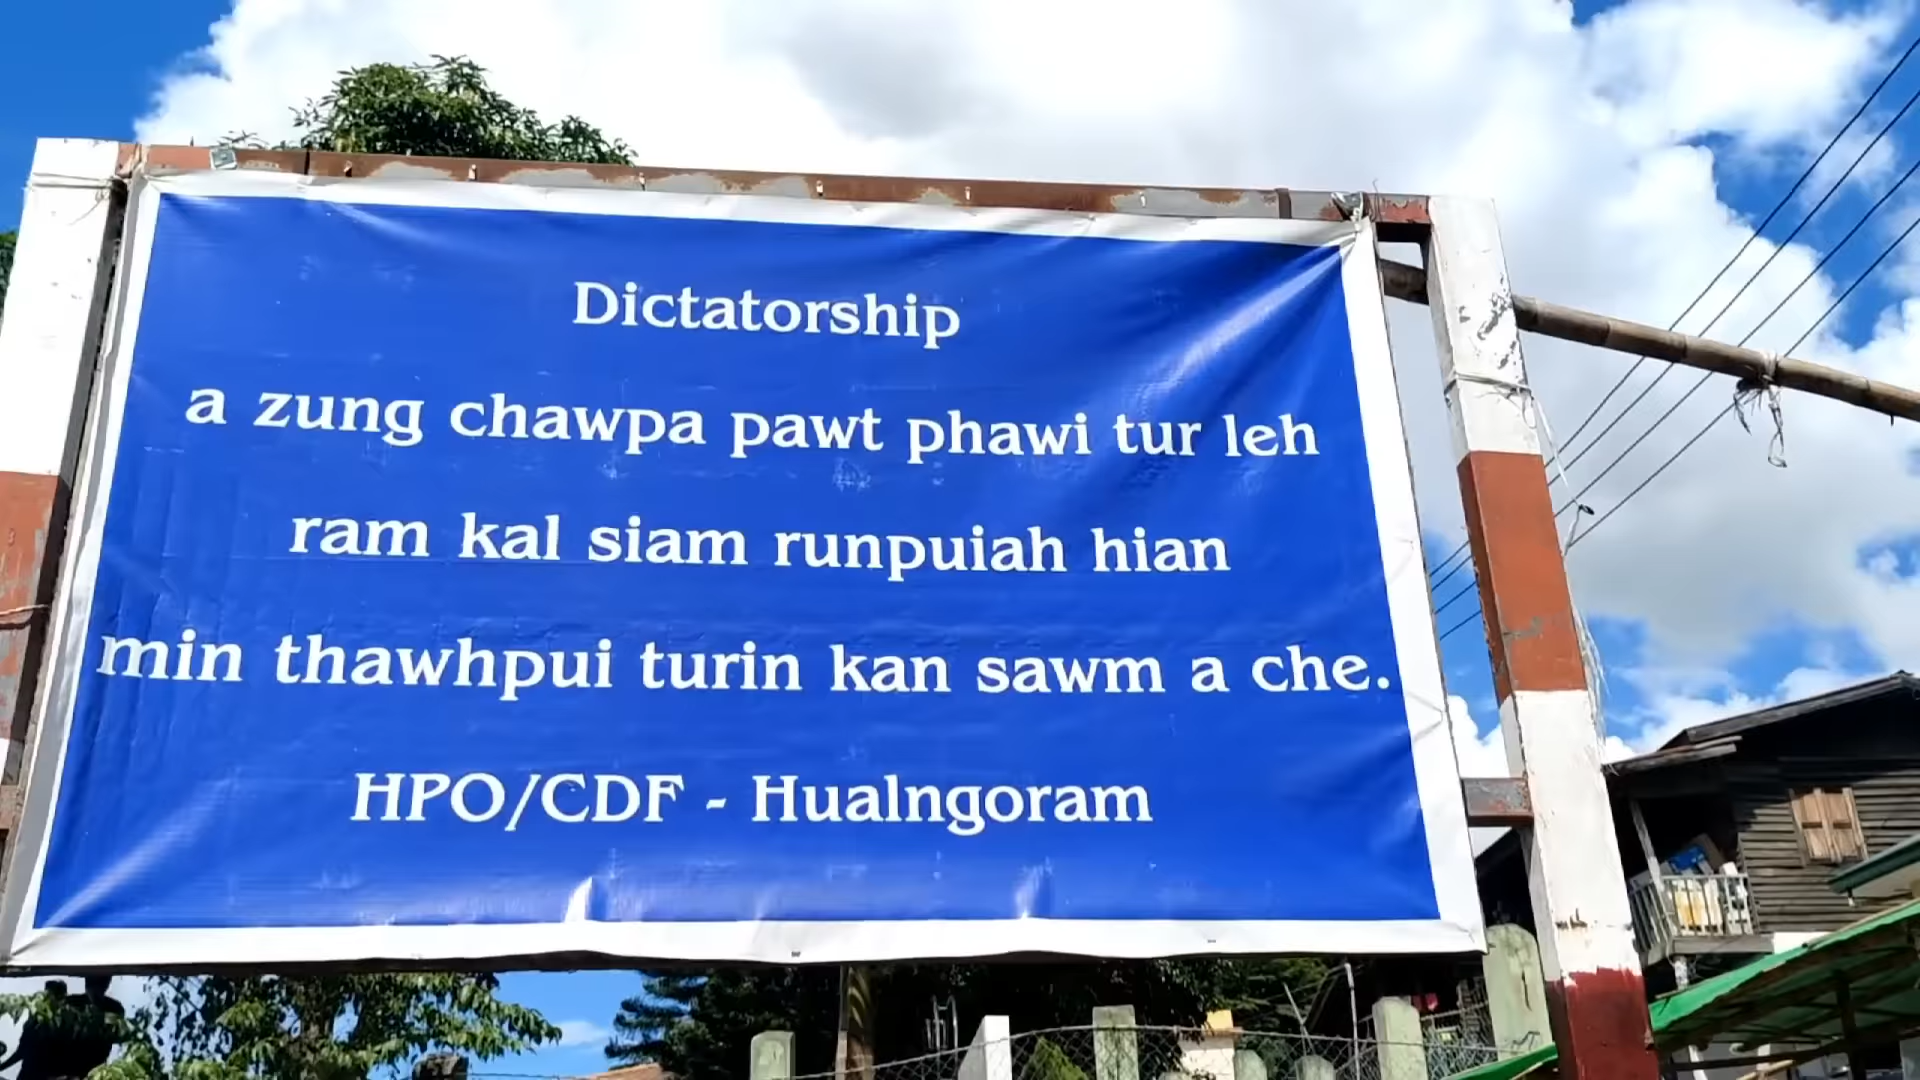 Dictatorship
a zung chawpa pawt phawi tur leh
ram kal siam runpuiah hian
min thawhpui turin kan sawm a che.
HPO/CDF - Hualngoram